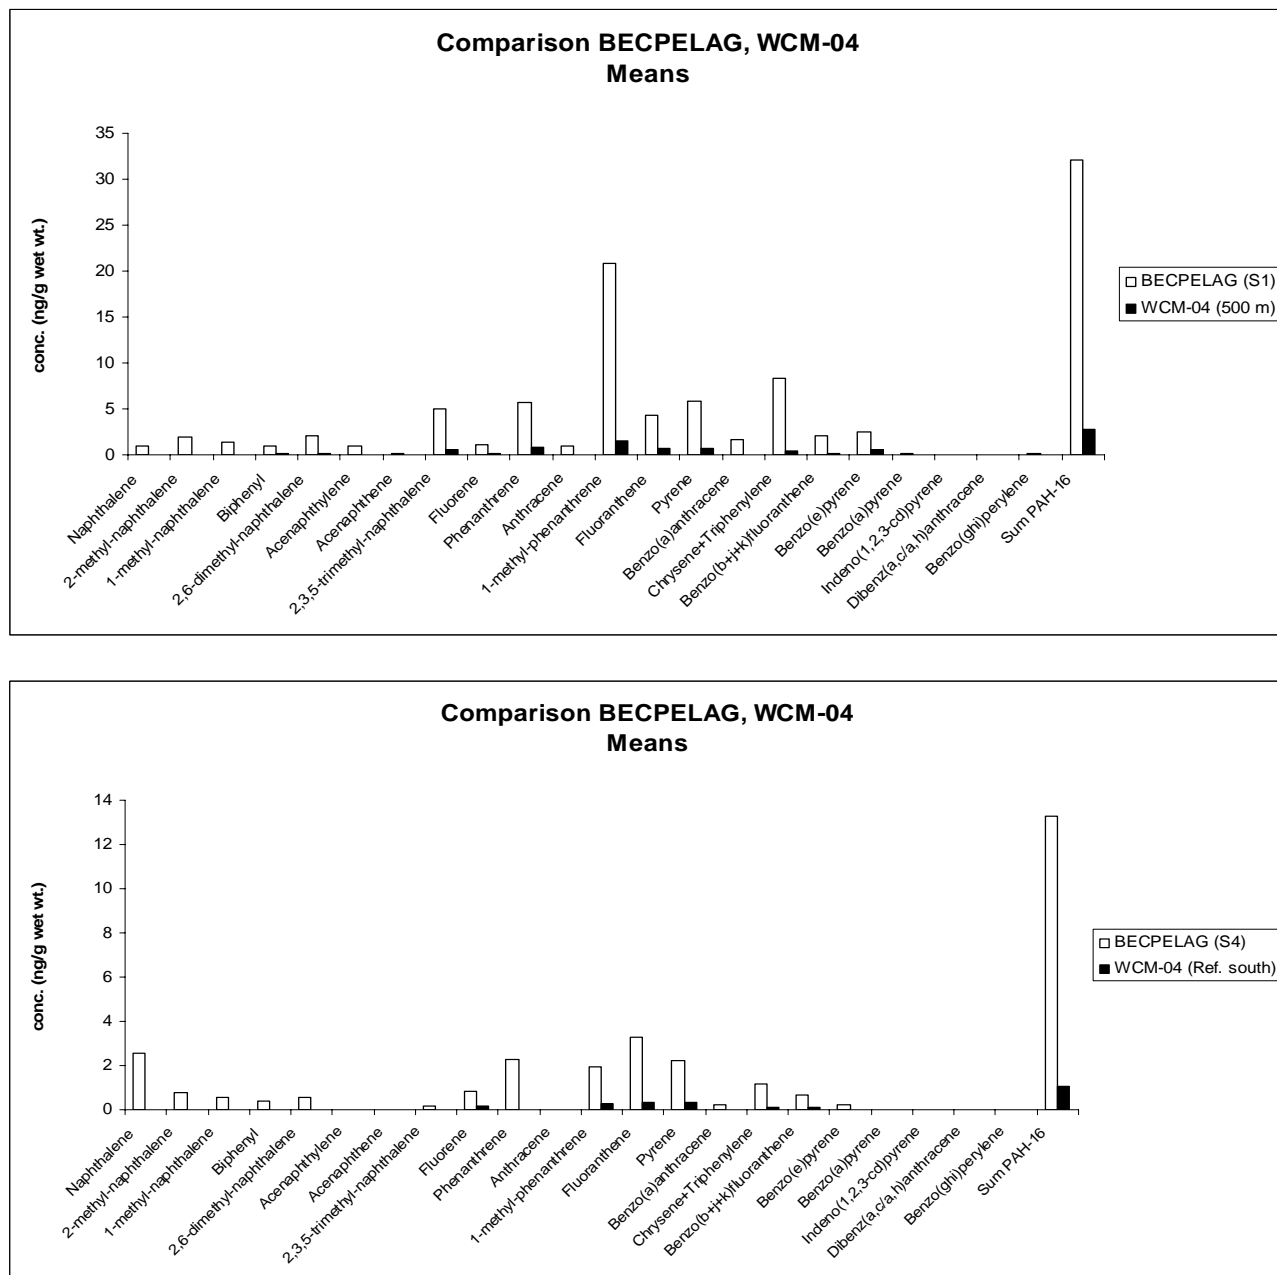 Comparison BECPELAG, WCM-04
Means
conc. (ng/g wet wt.)
35
30
25
20
15
10
5
0
Naphthalene
2-methyl-naphthalene
1-methyl-naphthalene
Biphenyl
2,6-dimethyl-naphthalene
Acenaphthylene
Acenaphthene
2,3,5-trimethyl-naphthalene
Fluorene
Phenanthrene
Anthracene
1-methyl-phenanthrene
Fluoranthene
Pyrene
Benzo(a)anthracene
Chrysene+Triphenylene
Benzo(b+j+k)fluoranthene
Benzo(e)pyrene
Benzo(a)pyrene
Indeno(1,2,3-cd)pyrene
Dibenz(a,c/a,h)anthracene
Benzo(ghi)perylene
Sum PAH-16
BECPELAG (S1)
WCM-04 (500 m)
Comparison BECPELAG, WCM-04
Means
conc. (ng/g wet wt.)
14
12
10
8
6
4
2
0
Naphthalene
2-methyl-naphthalene
1-methyl-naphthalene
Biphenyl
2,6-dimethyl-naphthalene
Acenaphthylene
Acenaphthene
2,3,5-trimethyl-naphthalene
Fluorene
Phenanthrene
Anthracene
1-methyl-phenanthrene
Fluoranthene
Pyrene
Benzo(a)anthracene
Chrysene+Triphenylene
Benzo(b+j+k)fluoranthene
Benzo(e)pyrene
Benzo(a)pyrene
Indeno(1,2,3-cd)pyrene
Dibenz(a,c/a,h)anthracene
Benzo(ghi)perylene
Sum PAH-16
BECPELAG (S4)
WCM-04 (Ref. south)